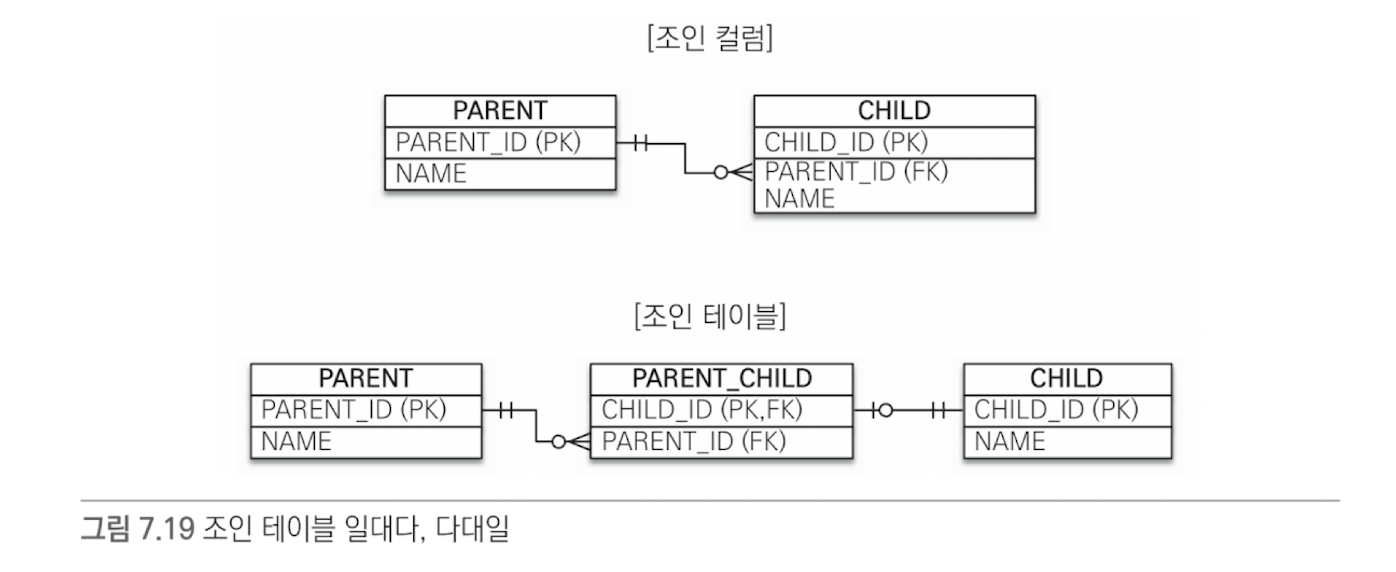 [조인 컬럼]
PARENT
PARENT_ID (PK)
NAME
CHILD
CHILD_ID (PK)
PARENT_ID (FK)
NAME
[조인 테이블]
PARENT
PARENT_ID (PK)
NAME
PARENT_CHILD
CHILD_ID (PK,FK)
PARENT_ID (FK)
CHILD
CHILD_ID (PK)
NAME
그림 7.19 조인 테이블 일대다, 다대일